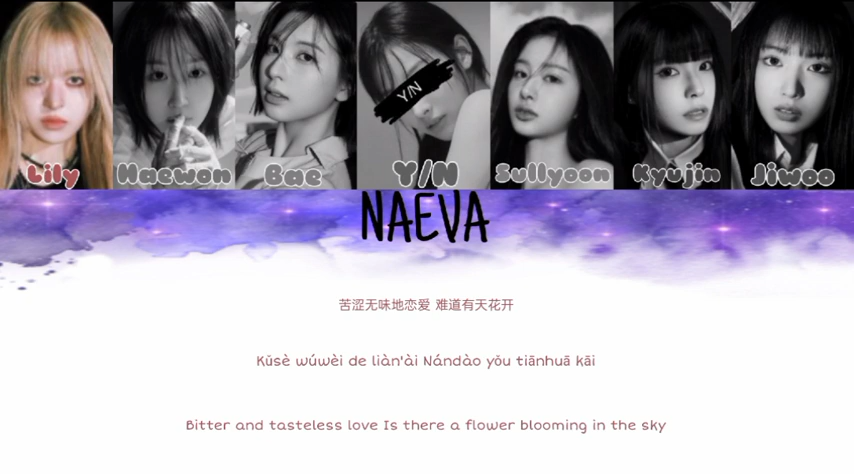 Y/N
Lily Haewon Bae Y/N Sullyoon Kyujin Jiwoo
NAEVA
苦涩无味地恋爱 难道有天花开
Kǔsè wúwèi de liàn'ài Nándào yǒu tiānhuā kāi
Bitter and tasteless love Is there a flower blooming in the sky